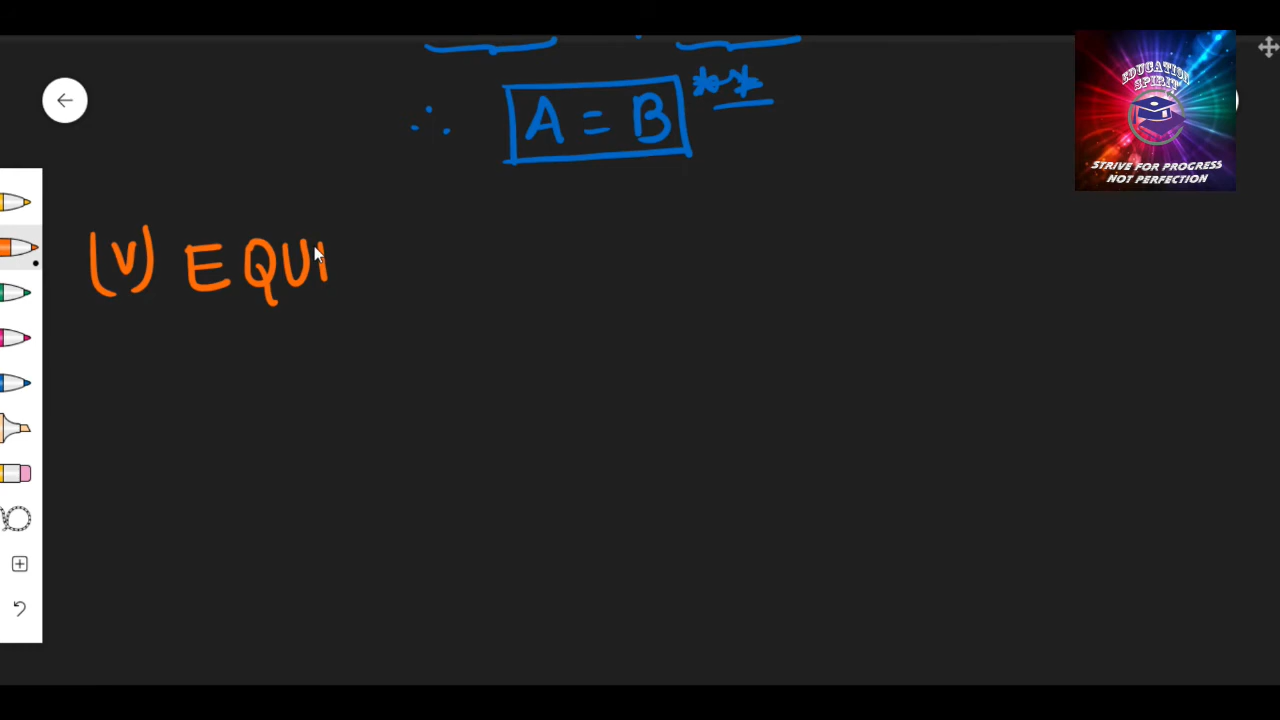 ∴ A = B **
(V) EQUI
EDUCATION
SPIRIT
STRIVE FOR PROGRESS
NOT PERFECTION